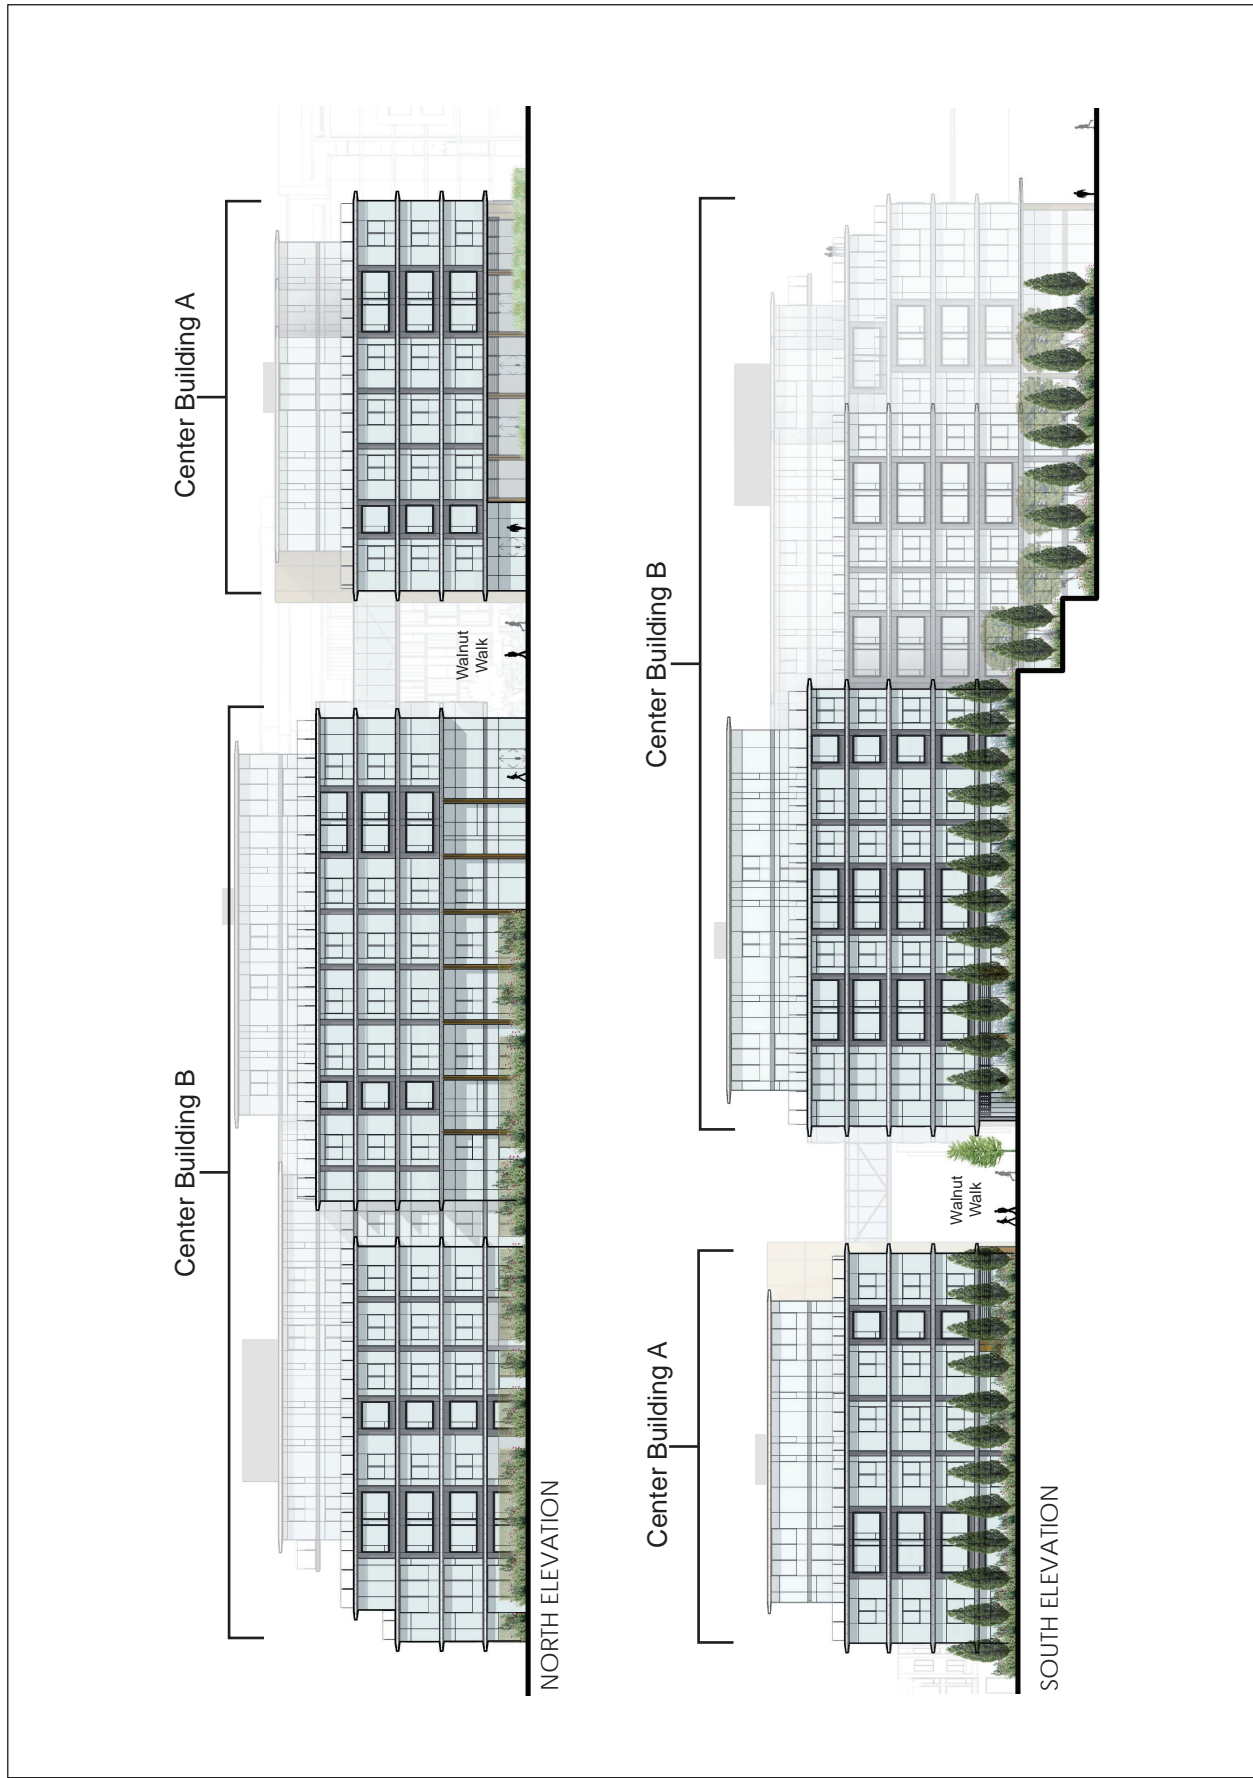 Center Building B
Center Building A
Walnut
Walk
NORTH ELEVATION
Center Building A
Center Building B
Walnut
Walk
SOUTH ELEVATION